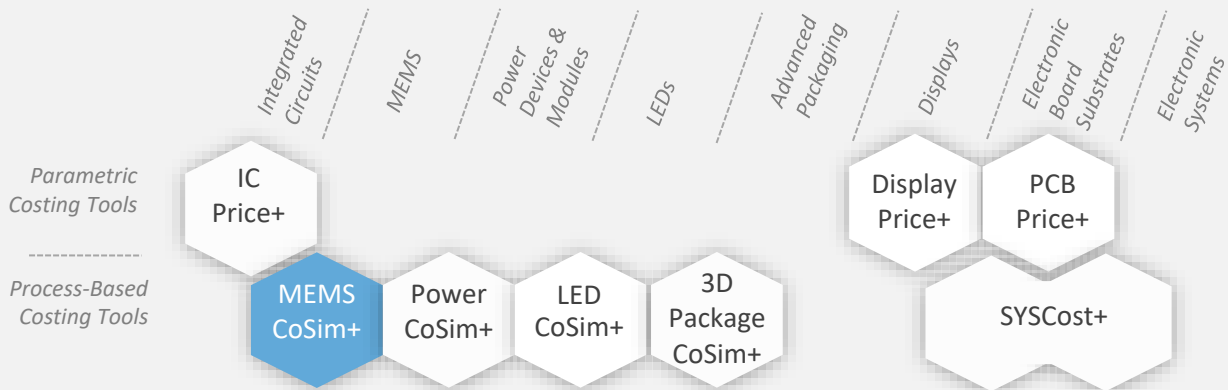 Integrated
Circuits
MEMS
Power
Devices &
Modules
LEDs
Advanced
Packaging
Displays
Electronic
Board
Substrates
Electronic
Systems
Parametric
Costing Tools
IC
Price+
Display
Price+
PCB
Price+
Process-Based
Costing Tools
MEMS
CoSim+
Power
CoSim+
LED
CoSim+
3D
Package
CoSim+
SYSCost+